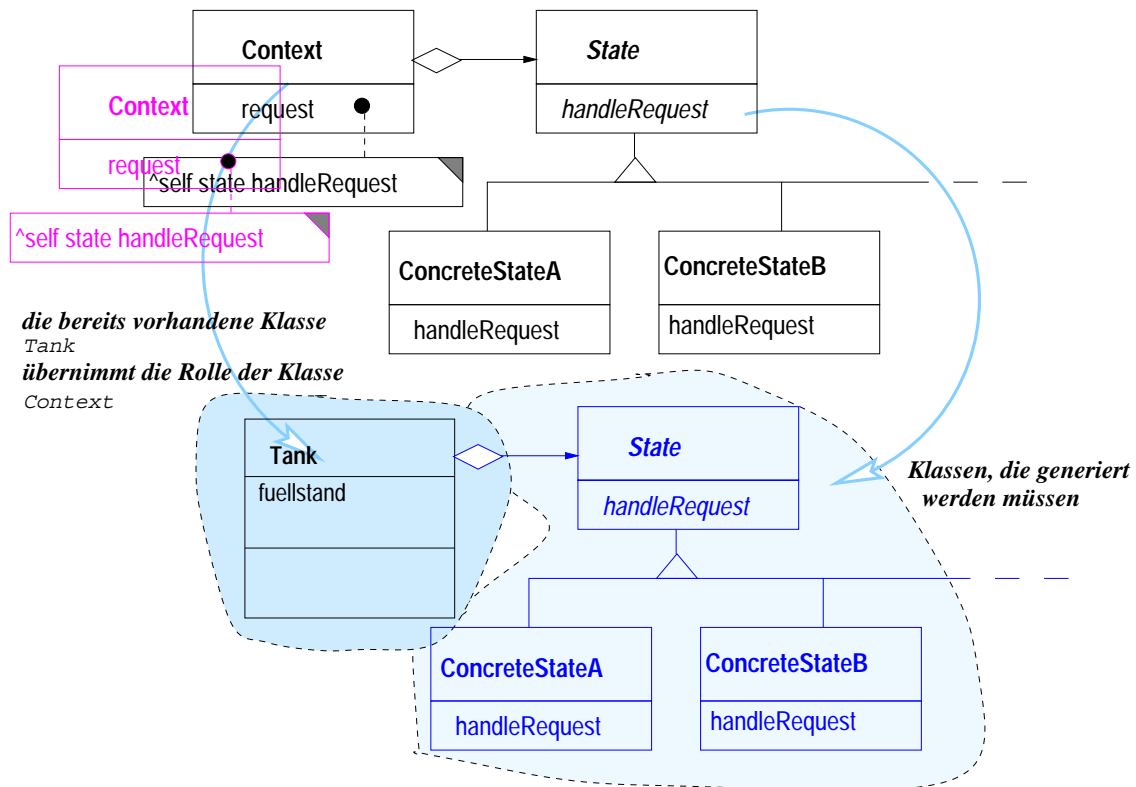 Context
State
request
handleRequest
^self state handleRequest
Context
request
^self state handleRequest
ConcreteStateA
handleRequest
ConcreteStateB
handleRequest
die bereits vorhandene Klasse
Tank
übernimmt die Rolle der Klasse
Context
Tank
fuellstand
State
handleRequest
Klassen, die generiert
werden müssen
ConcreteStateA
handleRequest
ConcreteStateB
handleRequest